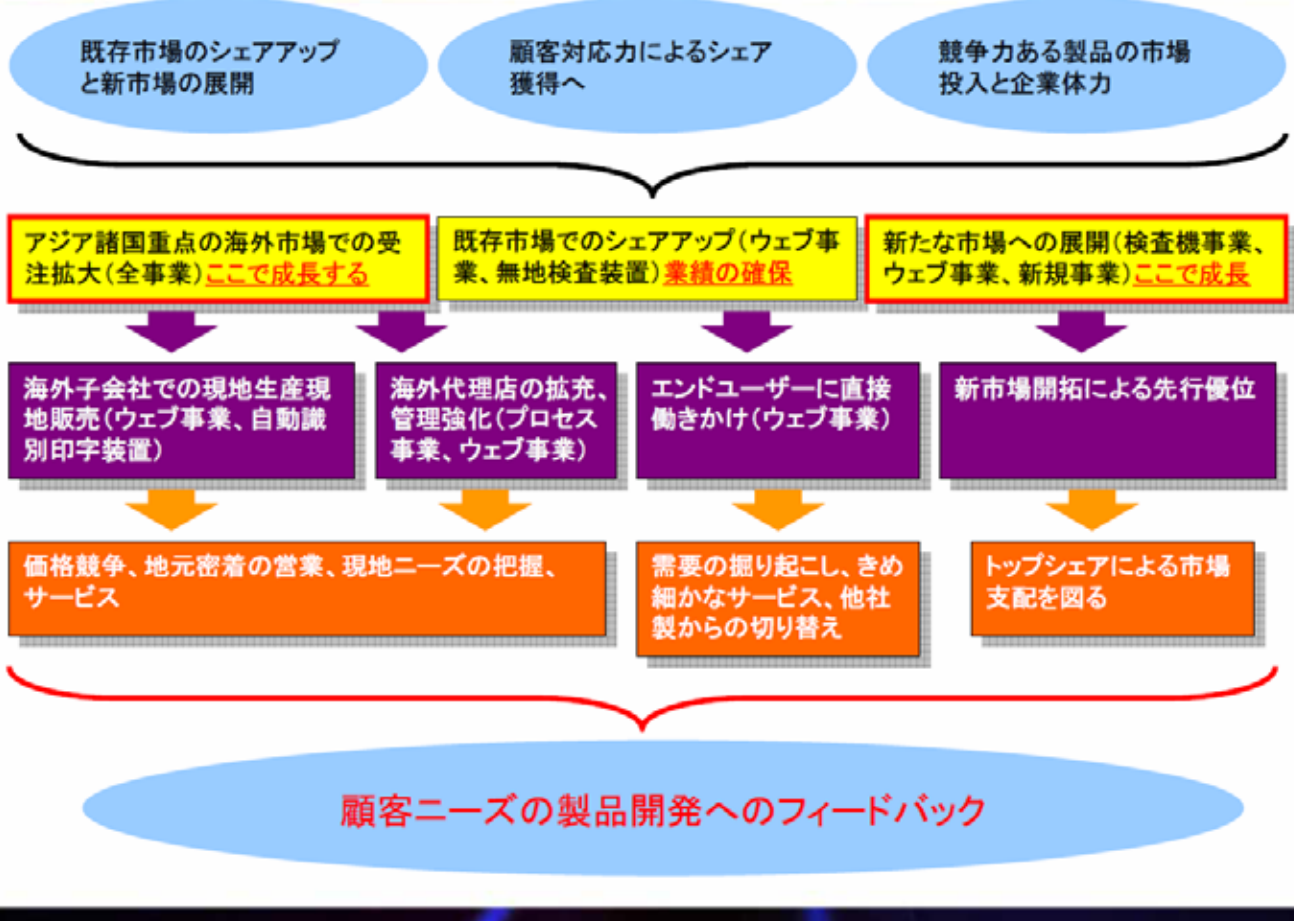 既存市場のシェアアップ
と新市場の展開
顧客対応力によるシェア
獲得へ
競争力ある製品の市場
投入と企業体力
アジア諸国重点の海外市場での受
注拡大(全事業)ここで成長する
既存市場でのシェアアップ(ウェブ事
業、無地検査装置)業績の確保
新たな市場への展開(検査機事業、
ウェブ事業、新規事業)ここで成長
海外子会社での現地生産現
地販売(ウェブ事業、自動識
別印字装置)
海外代理店の拡充、
管理強化(プロセス
事業、ウェブ事業)
エンドユーザーに直接
働きかけ(ウェブ事業)
新市場開拓による先行優位
価格競争、地元密着の営業、現地ニーズの把握、
サービス
需要の掘り起こし、きめ
細かなサービス、他社
製からの切り替え
トップシェアによる市場
支配を図る
顧客ニーズの製品開発へのフィードバック